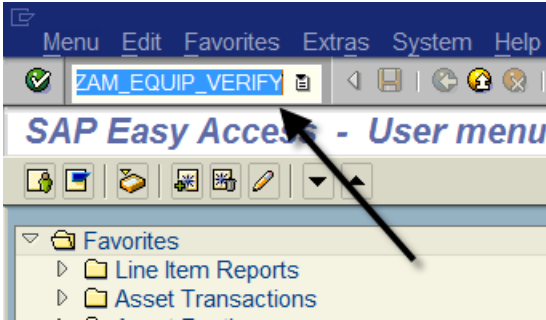 Menu Edit Favorites Extras System Help
ZAM_EQUIP_VERIFY
SAP Easy Access - User menu
Favorites
Line Item Reports
Asset Transactions